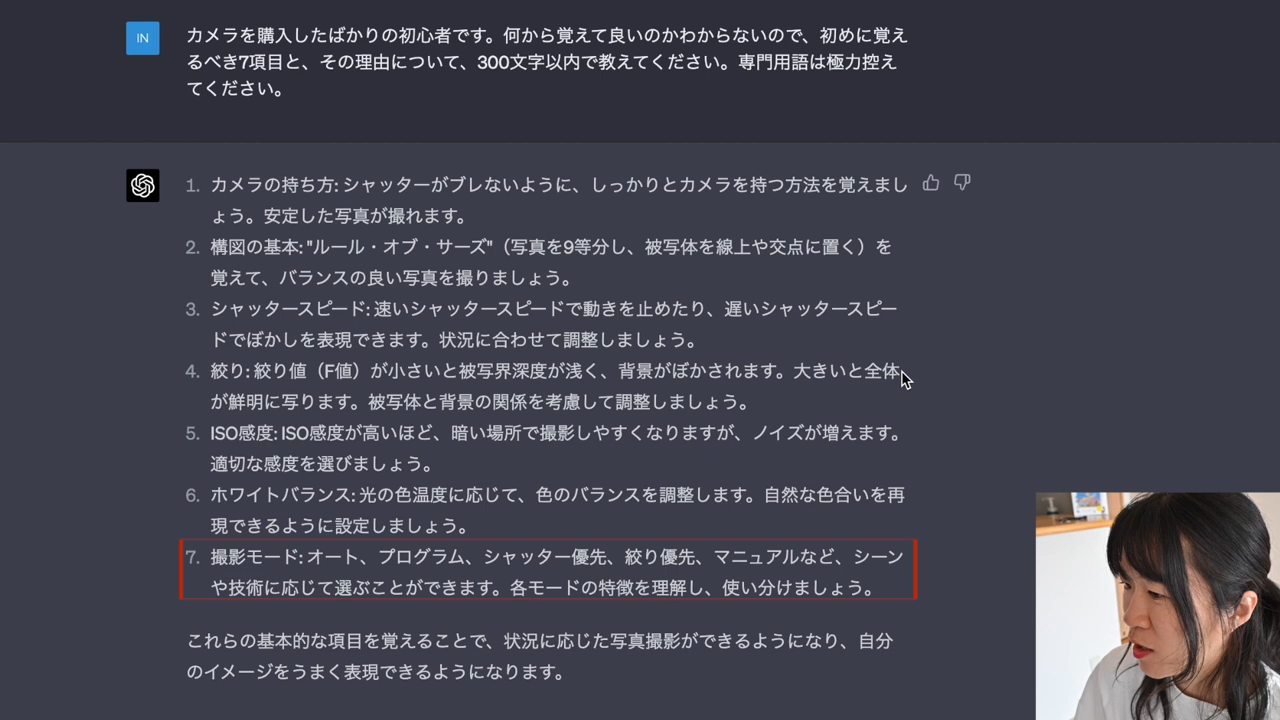 IN
カメラを購入したばかりの初心者です。何から覚えて良いのかわからないので、初めに覚え
るべき7項目と、その理由について、300文字以内で教えてください。専門用語は極力控え
てください。
1. カメラの持ち方: シャッターがブレないように、しっかりとカメラを持つ方法を覚えまし
ょう。安定した写真が撮れます。
2. 構図の基本: "ルール・オブ・サーズ"（写真を9等分し、被写体を線上や交点に置く）を
覚えて、バランスの良い写真を撮りましょう。
3. シャッタースピード: 速いシャッタースピードで動きを止めたり、遅いシャッタースピー
ドでぼかしを表現できます。状況に合わせて調整しましょう。
4. 絞り: 絞り値（F値）が小さいと被写界深度が浅く、背景がぼかされます。大きいと全体
が鮮明に写ります。被写体と背景の関係を考慮して調整しましょう。
5. ISO感度: ISO感度が高いほど、暗い場所で撮影しやすくなりますが、ノイズが増えます。
適切な感度を選びましょう。
6. ホワイトバランス: 光の色温度に応じて、色のバランスを調整します。自然な色合いを再
現できるように設定しましょう。
7. 撮影モード: オート、プログラム、シャッター優先、絞り優先、マニュアルなど、シーン
や技術に応じて選ぶことができます。各モードの特徴を理解し、使い分けましょう。
これらの基本的な項目を覚えることで、状況に応じた写真撮影ができるようになり、自分
のイメージをうまく表現できるようになります。